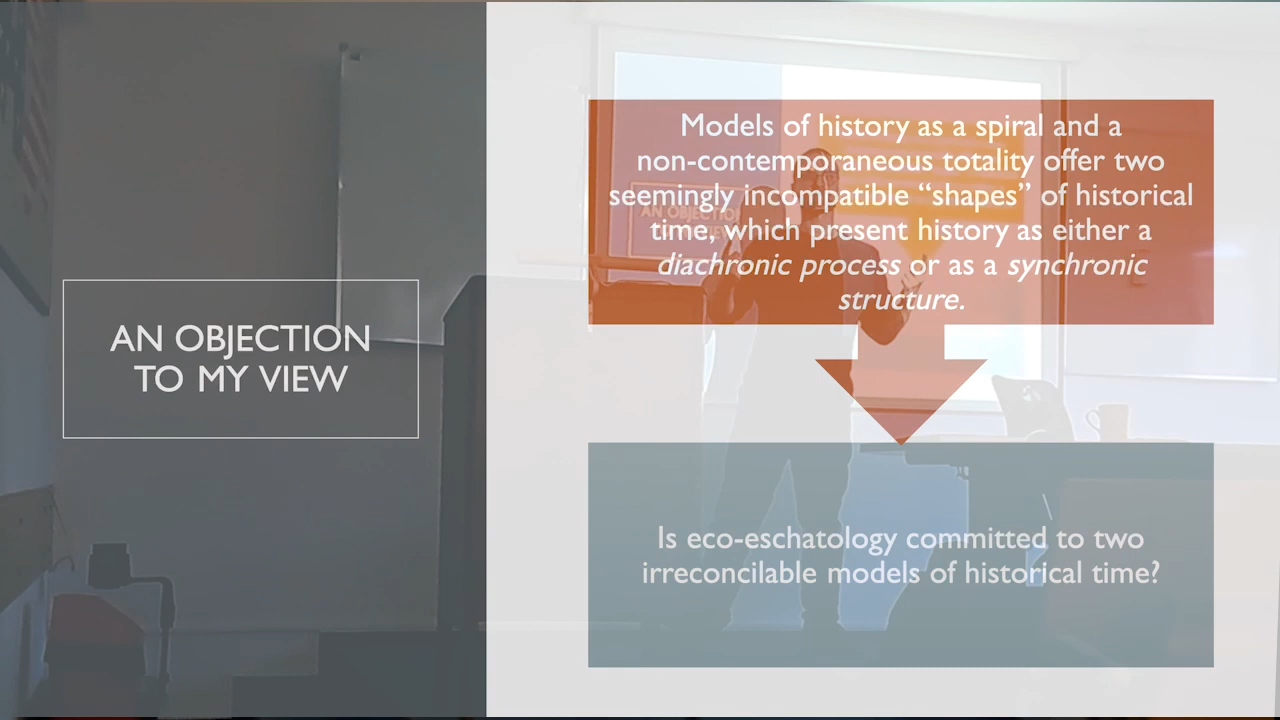 AN OBJECTION
TO MY VIEW
Models of history as a spiral and a
non-contemporaneous totality offer two
seemingly incompatible “shapes” of historical
time, which present history as either a
diachronic process or as a synchronic
structure.
Is eco-eschatology committed to two
irreconcilable models of historical time?